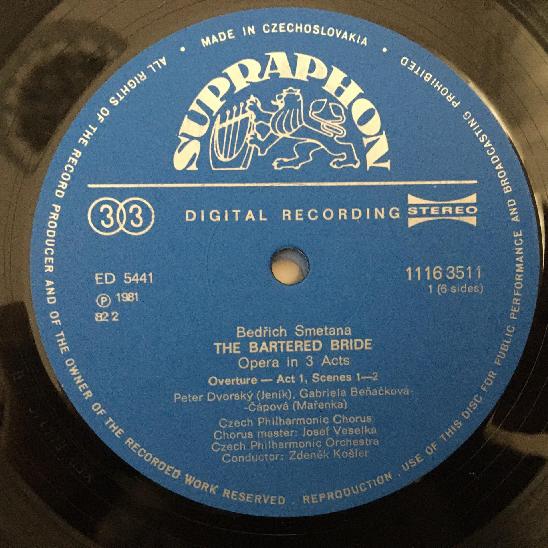 MADE IN CZECHOSLOVAKIA
ALL RIGHTS OF THE RECORD PRODUCER AND OF THE OWNER OF THE RECORDED WORK RESERVED . REPRODUCTION . USE OF THIS DISC FOR PUBLIC PERFORMANCE AND BROADCASTING PROHIBITED
SUPRAPHON
33 DIGITAL RECORDING STEREO
ED 5441
℗ 1981
82 2
1116 3511
1 (6 sides)
Bedřich Smetana
THE BARTERED BRIDE
Opera in 3 Acts
Overture — Act 1, Scenes 1—2
Peter Dvorský (Jeník), Gabriela Beňačková-
-Čápová (Mařenka)
Czech Philharmonic Chorus
Chorus master: Josef Veselka
Czech Philharmonic Orchestra
Conductor: Zdeněk Košler